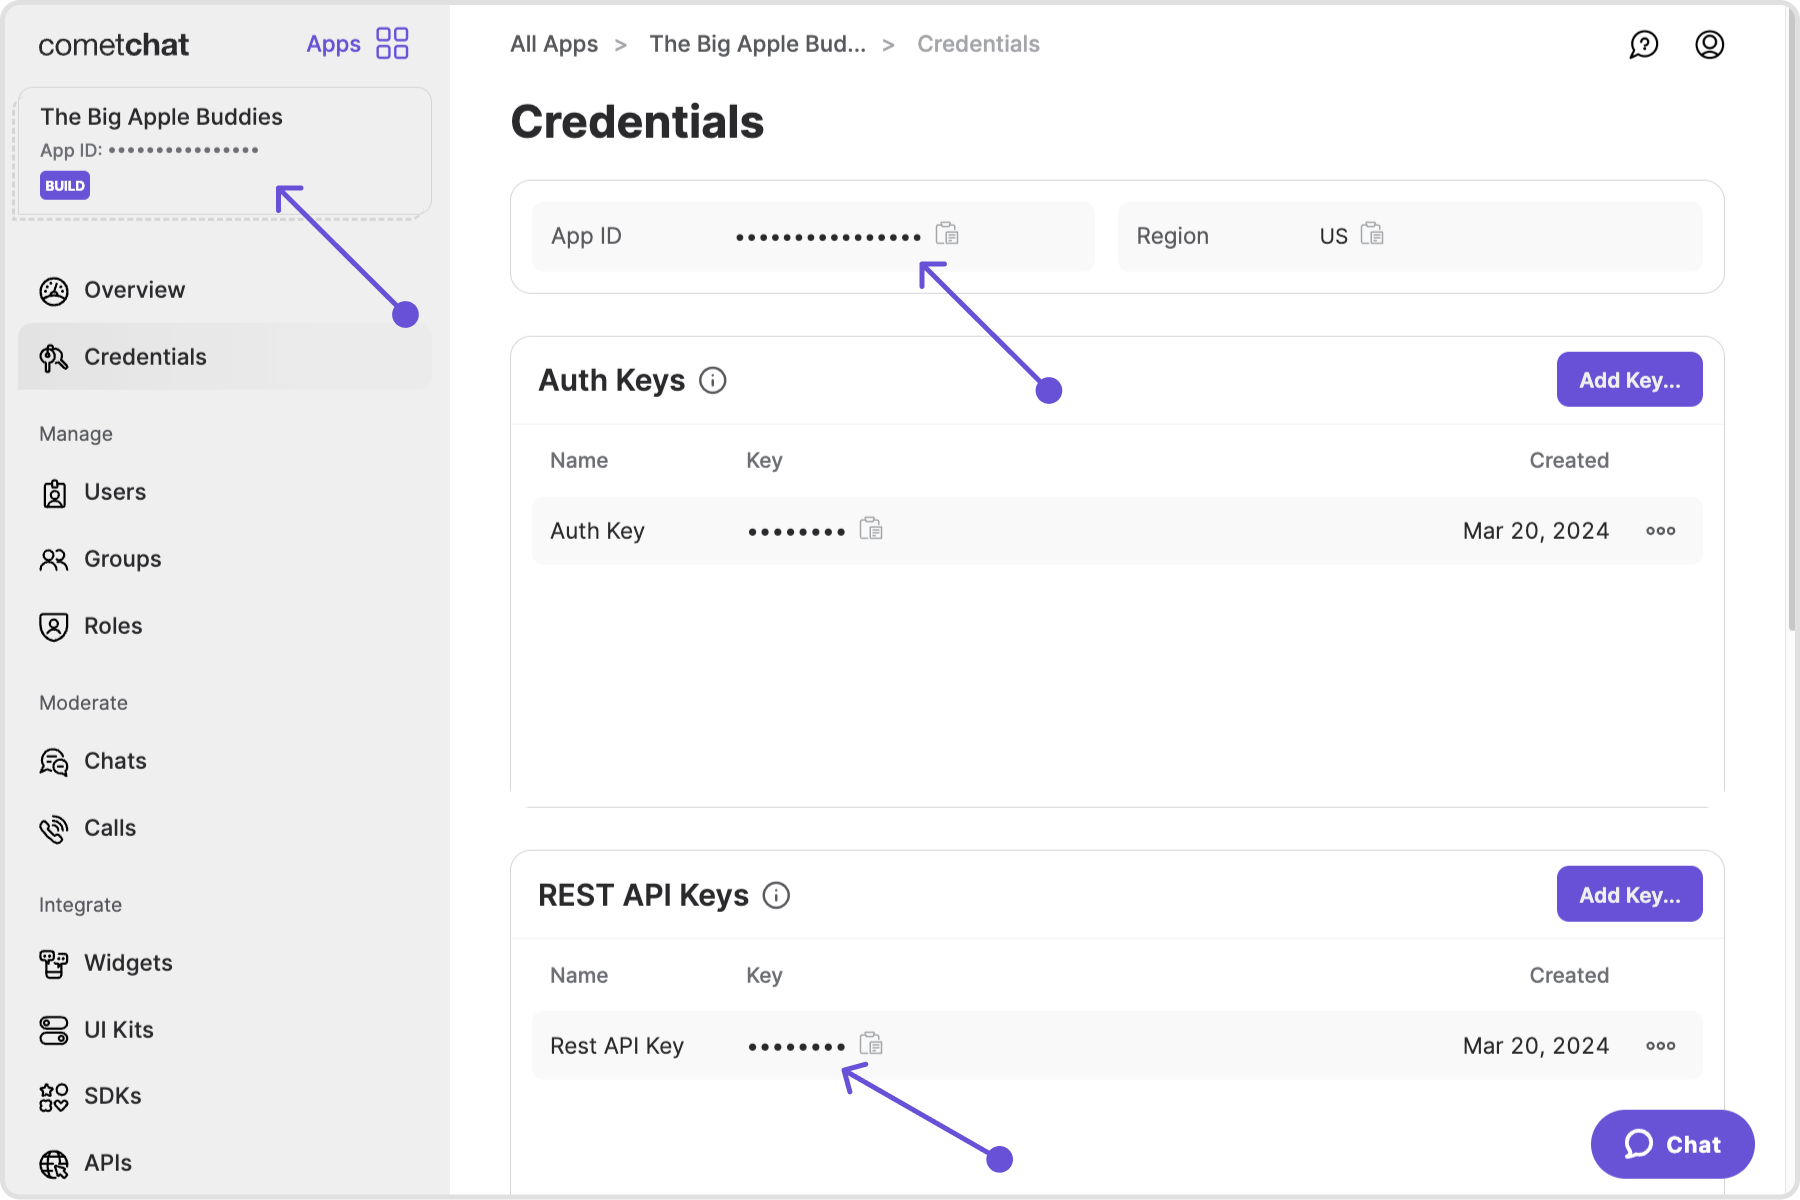 cometchat
Apps
The Big Apple Buddies
App ID: ••••••••••••••••
BUILD
Overview
Credentials
Manage
Users
Groups
Roles
Moderate
Chats
Calls
Integrate
Widgets
UI Kits
SDKs
APIs
All Apps > The Big Apple Bud... > Credentials
Credentials
App ID ••••••••••••••••
Region US
Auth Keys
Add Key...
Name Key Created
Auth Key •••••••• Mar 20, 2024
REST API Keys
Add Key...
Name Key Created
Rest API Key •••••••• Mar 20, 2024
Chat